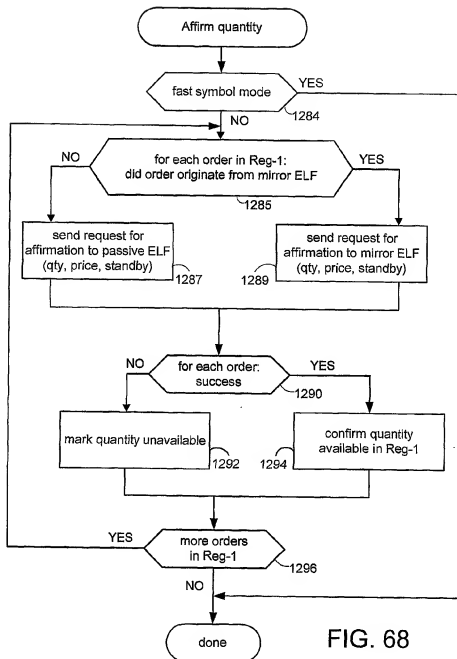 Affirm quantity
fast symbol mode
YES
1284
NO
NO
for each order in Reg-1:
did order originate from mirror ELF
YES
1285
send request for
affirmation to passive ELF
(qty, price, standby)
1287
1289
send request for
affirmation to mirror ELF
(qty, price, standby)
NO
for each order:
success
YES
1290
mark quantity unavailable
1292
1294
confirm quantity
available in Reg-1
YES
more orders
in Reg-1
1296
NO
done
FIG. 68